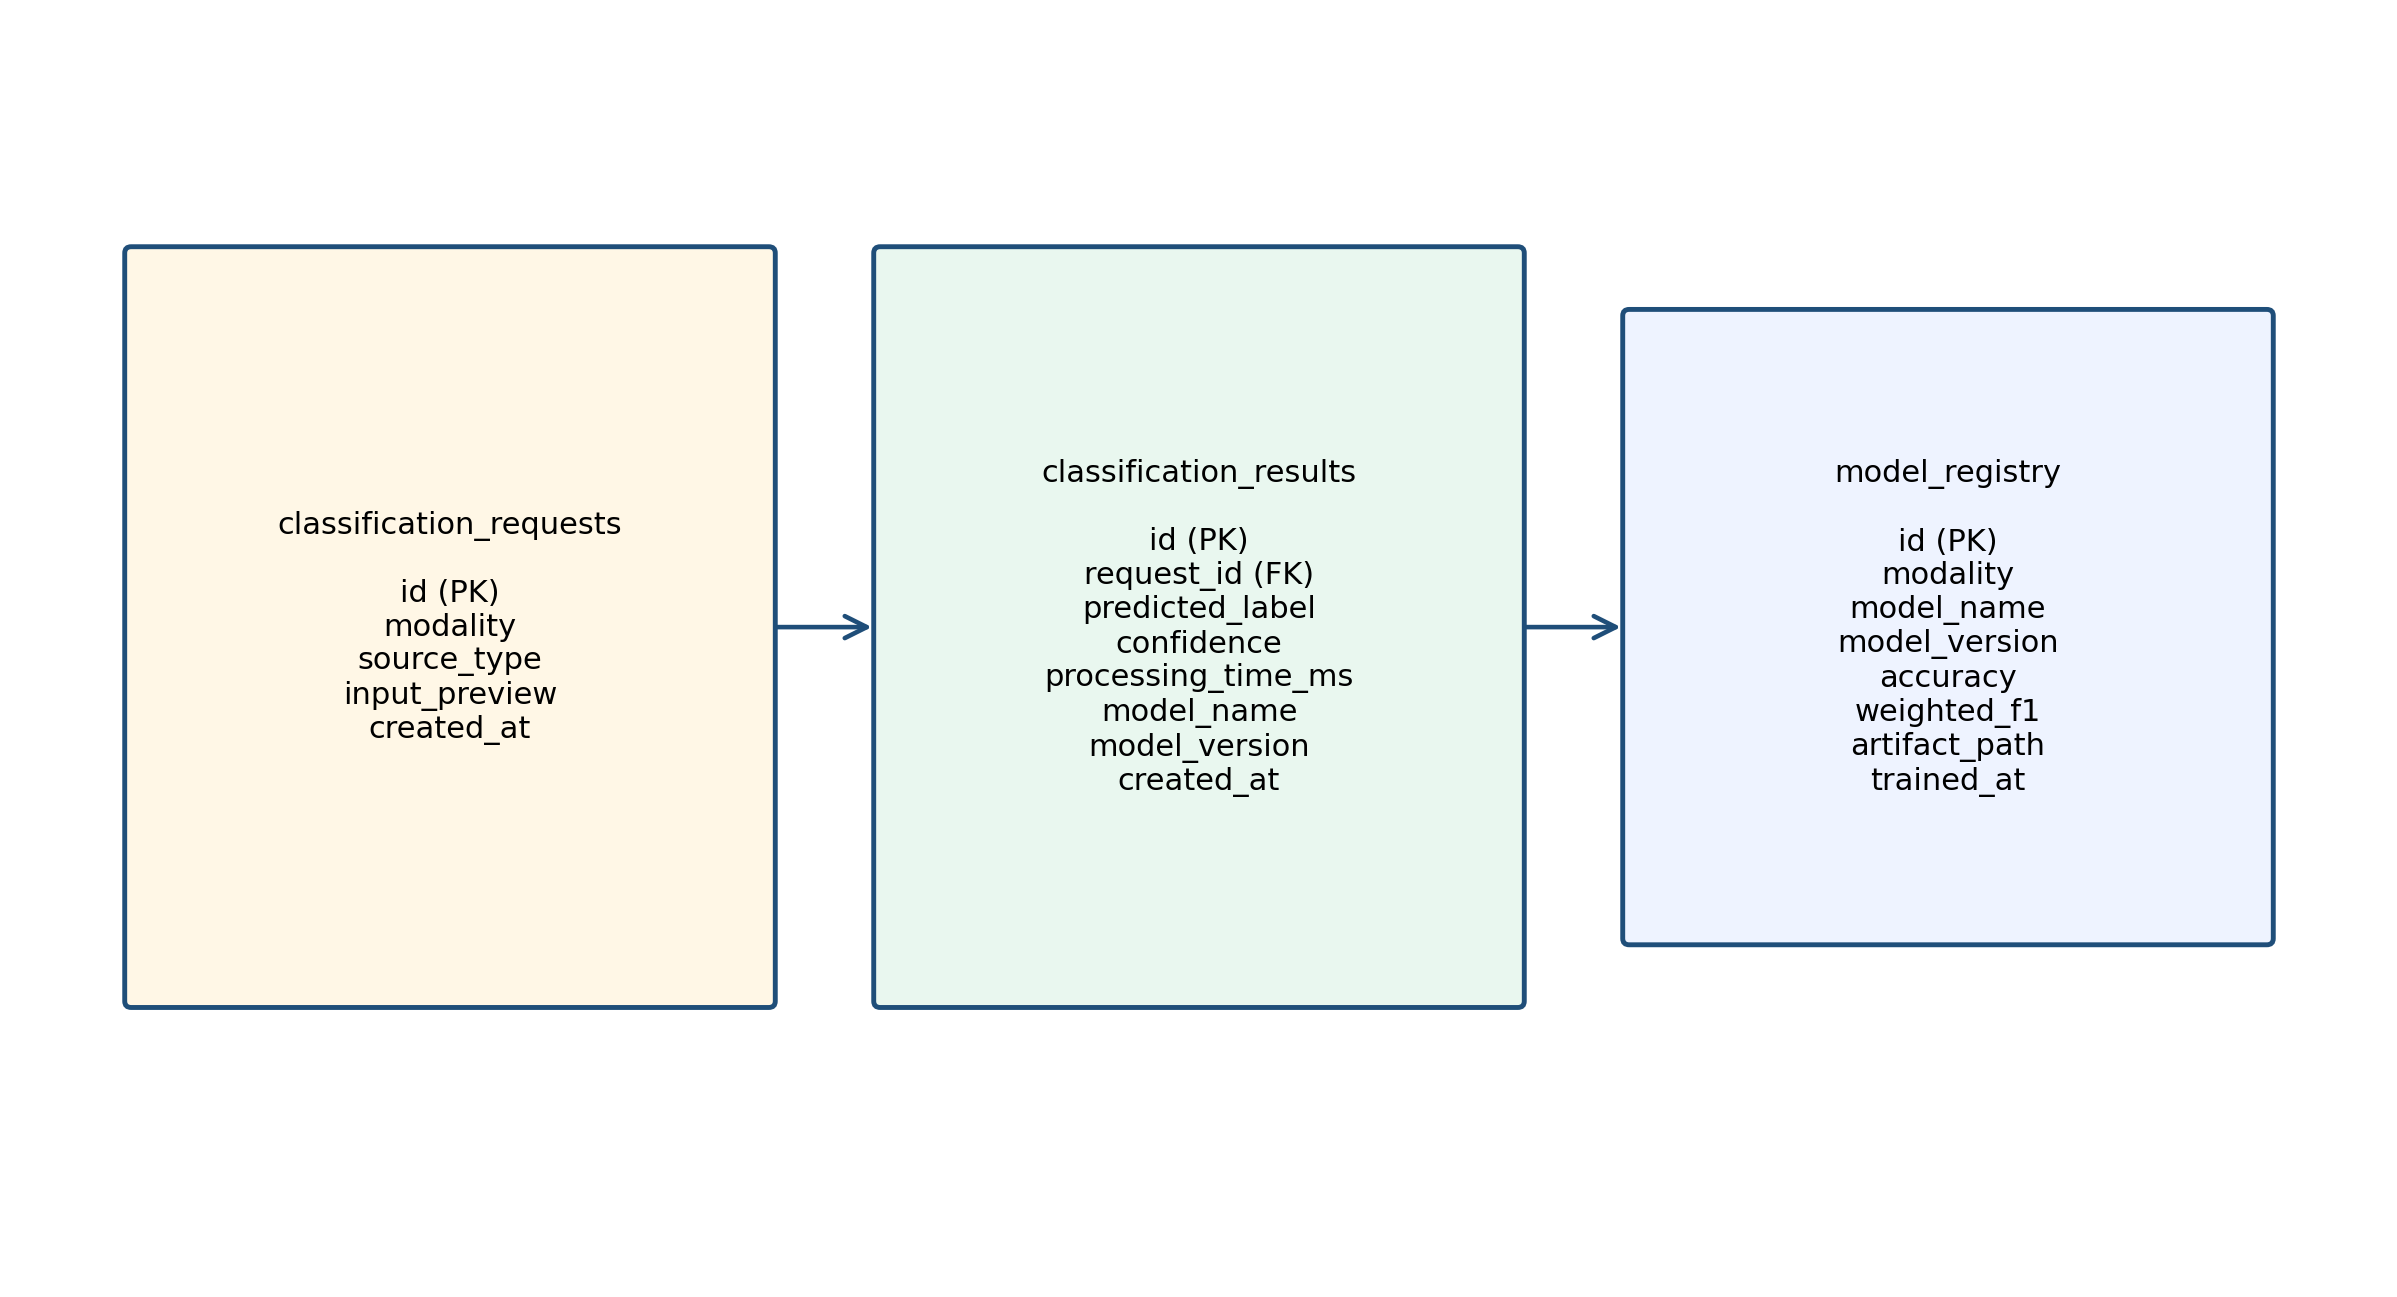 classification_requests
id (PK)
modality
source_type
input_preview
created_at
classification_results
id (PK)
request_id (FK)
predicted_label
confidence
processing_time_ms
model_name
model_version
created_at
model_registry
id (PK)
modality
model_name
model_version
accuracy
weighted_f1
artifact_path
trained_at